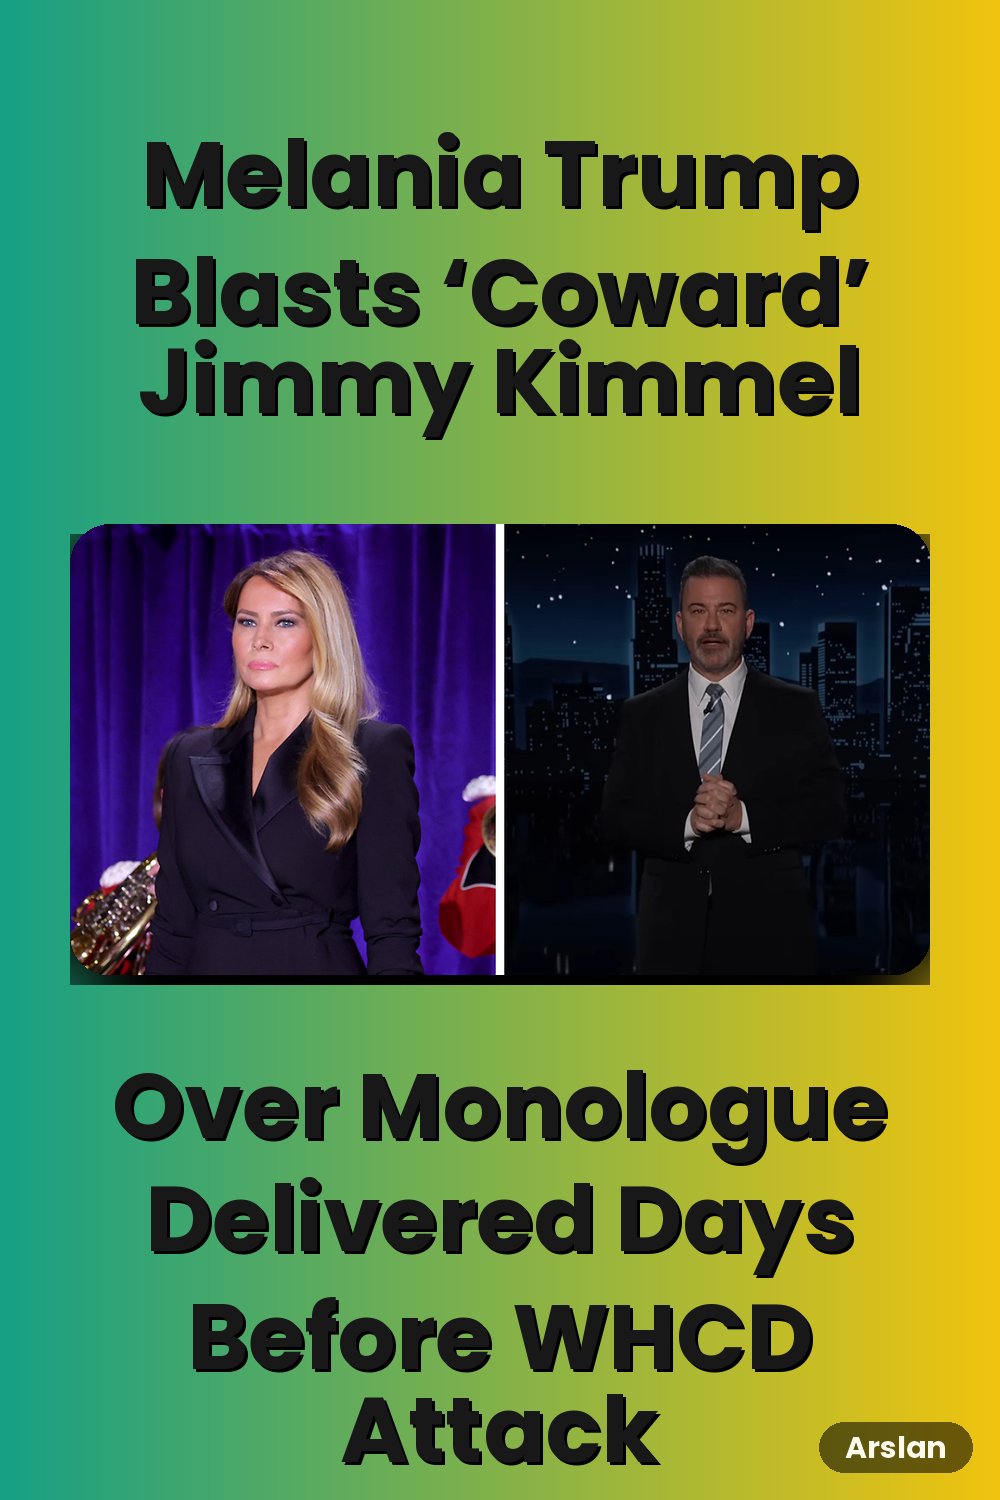 Melania Trump
Blasts ‘Coward’
Jimmy Kimmel
Over Monologue
Delivered Days
Before WHCD
Attack
Arslan